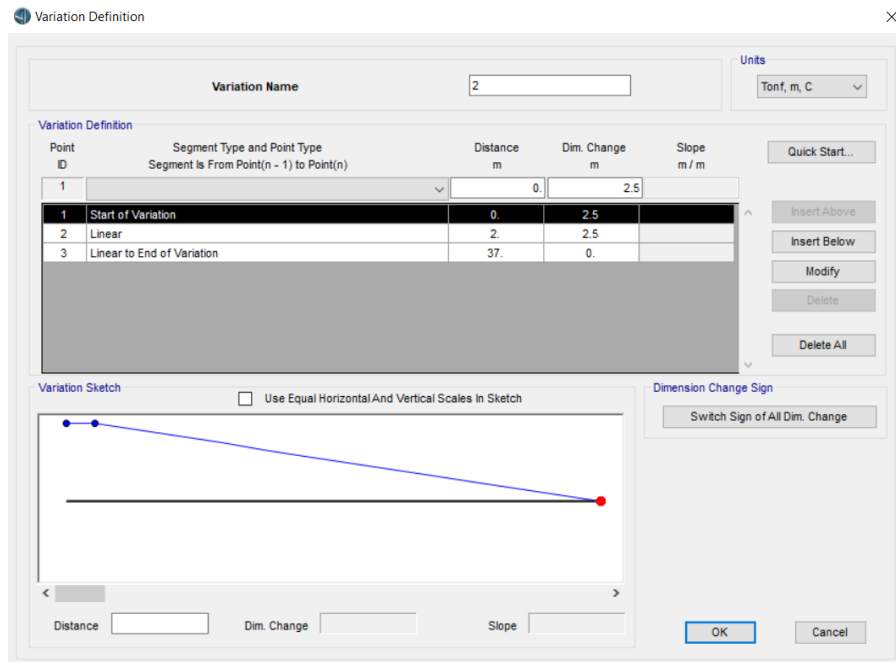 Variation Definition
Units
Variation Name
2
Tonf, m, C
Variation Definition
Point Segment Type and Point Type Distance Dim. Change Slope
ID Segment Is From Point(n - 1) to Point(n) m m m / m
Quick Start...
1 0. 2.5
1 Start of Variation 0. 2.5
2 Linear 2. 2.5
3 Linear to End of Variation 37. 0.
Insert Above
Insert Below
Modify
Delete
Delete All
Variation Sketch
Use Equal Horizontal And Vertical Scales In Sketch
Dimension Change Sign
Switch Sign of All Dim. Change
Distance Dim. Change Slope
OK Cancel